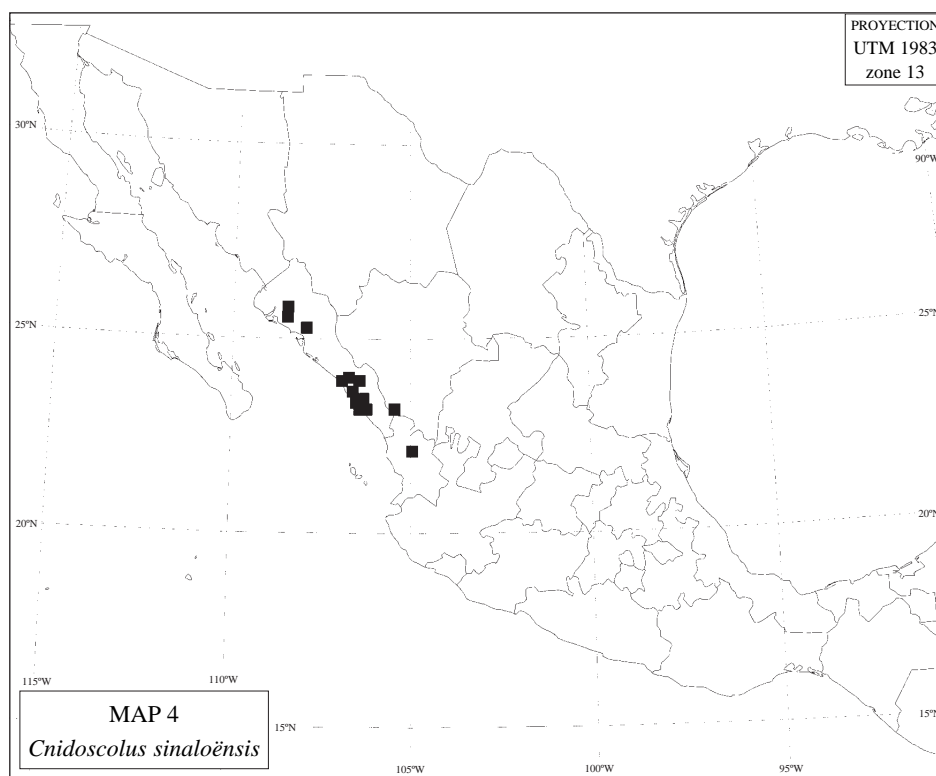 PROYECTION
UTM 1983
zone 13
30ºN
90ºW
25ºN
25ºN
20ºN
20ºN
115ºW
110ºW
MAP 4
Cnidoscolus sinaloënsis
15ºN
15ºN
105ºW
100ºW
95ºW